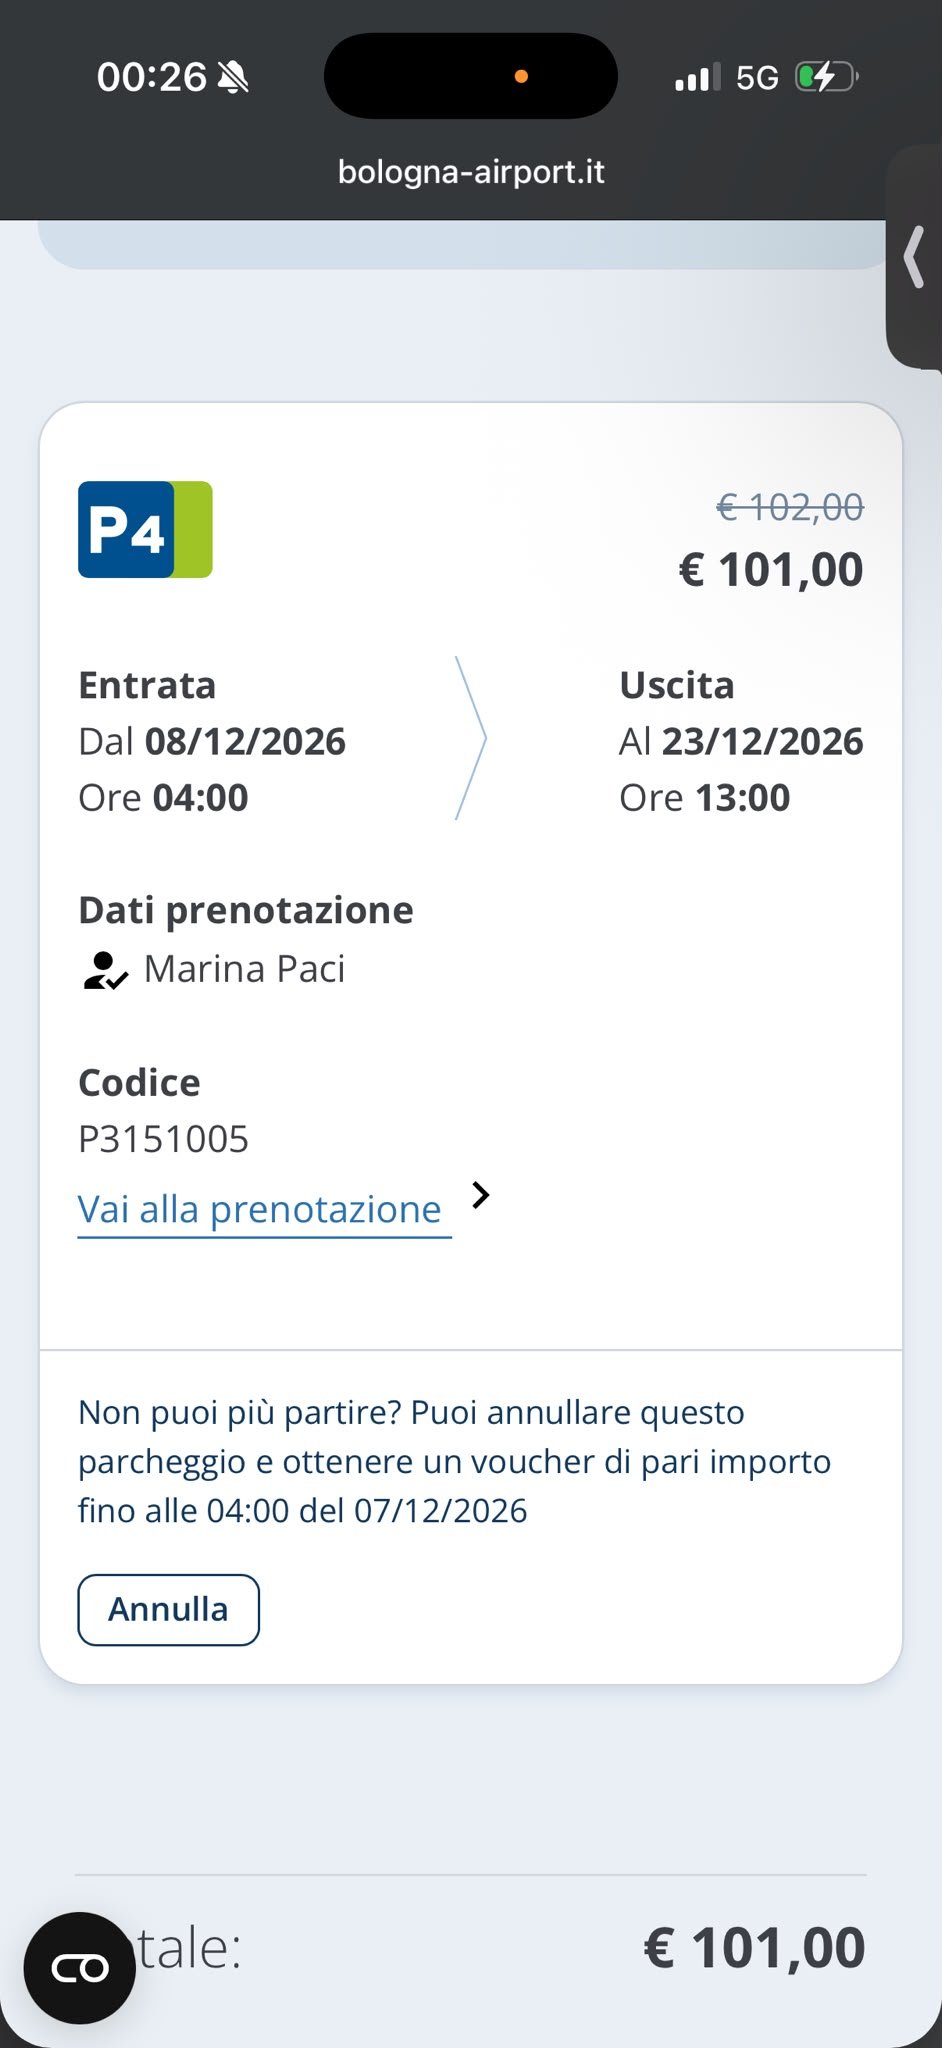 00:26
5G
bologna-airport.it
P4
€ 102,00
€ 101,00
Entrata
Dal 08/12/2026
Ore 04:00
Uscita
Al 23/12/2026
Ore 13:00
Dati prenotazione
Marina Paci
Codice
P3151005
Vai alla prenotazione
Non puoi più partire? Puoi annullare questo
parcheggio e ottenere un voucher di pari importo
fino alle 04:00 del 07/12/2026
Annulla
tale:
€ 101,00